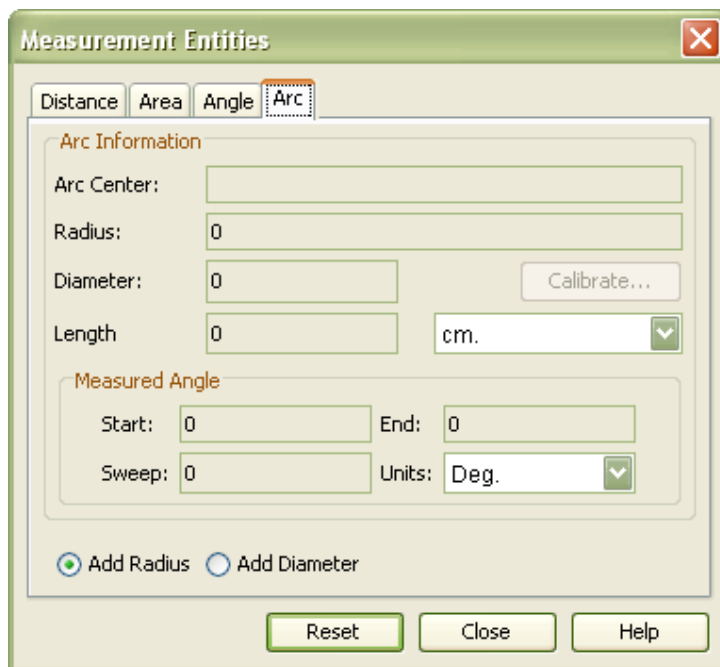 Measurement Entities
Distance Area Angle Arc
Arc Information
Arc Center:
Radius: 0
Diameter: 0 Calibrate...
Length 0 cm.
Measured Angle
Start: 0 End: 0
Sweep: 0 Units: Deg.
Add Radius Add Diameter
Reset Close Help